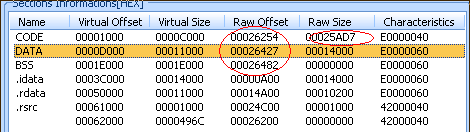 Sections Informations[HEX]
Name Virtual Offset Virtual Size Raw Offset Raw Size Characteristics
CODE 00001000 0000C000 00026254 00025AD7 E0000040
DATA 0000D000 00011000 00026427 00014000 E0000060
BSS 0001E000 0001E000 00026482 00000000 E0000060
.idata 0003C000 00014000 00000A00 00014000 E0000060
.rdata 00050000 00011000 00014A00 00010200 E0000060
.rsrc 00061000 00001000 00024C00 00001000 42000040
00062000 0000496C 00026200 00000000 42000040